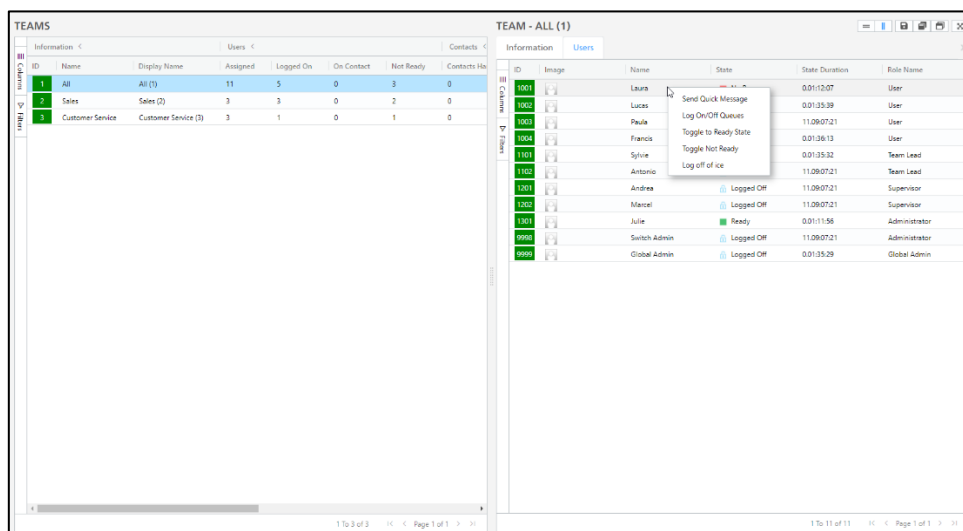 TEAMS
Information < Users < Contacts <
ID Name Display Name Assigned Logged On On Contact Not Ready Contacts Ha
1 All All (1) 11 5 0 3 0
2 Sales Sales (2) 3 3 0 2 0
3 Customer Service Customer Service (3) 3 1 0 1 0
Columns
Filters
1 To 3 of 3 Page 1 of 1
TEAM - ALL (1)
Information Users
ID Image Name State State Duration Role Name
1001 Laura 0.01:12:07 User
1002 Lucas 0.01:35:39 User
1003 Paula 11.09:07:21 User
1004 Francis 0.01:36:13 User
1101 Sylvie 0.01:35:32 Team Lead
1102 Antonio 11.09:07:21 Team Lead
1201 Andrea Logged Off 11.09:07:21 Supervisor
1202 Marcel Logged Off 11.09:07:21 Supervisor
1301 Julie Ready 0.01:11:56 Administrator
9998 Switch Admin Logged Off 11.09:07:21 Administrator
9999 Global Admin Logged Off 0.01:35:29 Global Admin
Send Quick Message
Log On/Off Queues
Toggle to Ready State
Toggle Not Ready
Log off of ice
Columns
Filters
1 To 11 of 11 Page 1 of 1